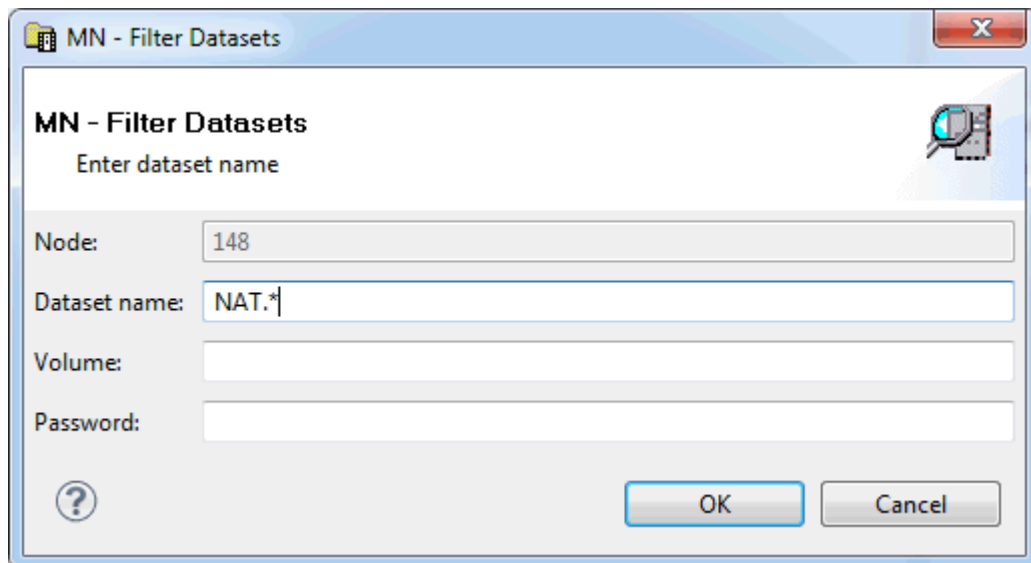 MN - Filter Datasets
MN - Filter Datasets
Enter dataset name
Node: 148
Dataset name: NAT.*
Volume:
Password:
?
OK Cancel